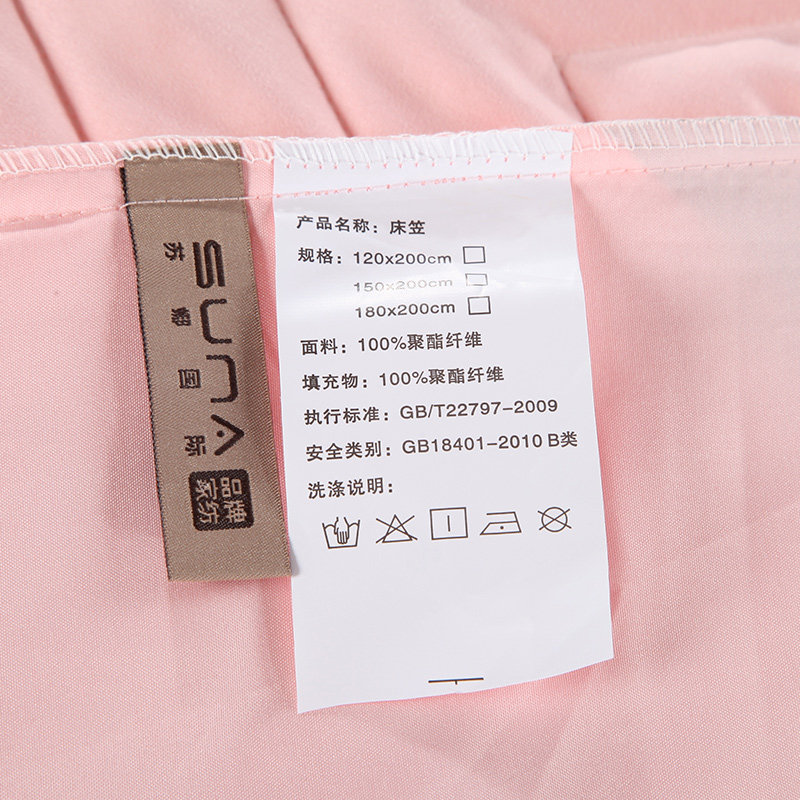 SUNA
苏娜国际
品牌
家纺
产品名称：床笠
规格：120x200cm
150x200cm
180x200cm
面料：100%聚酯纤维
填充物：100%聚酯纤维
执行标准：GB/T22797-2009
安全类别：GB18401-2010 B类
洗涤说明：